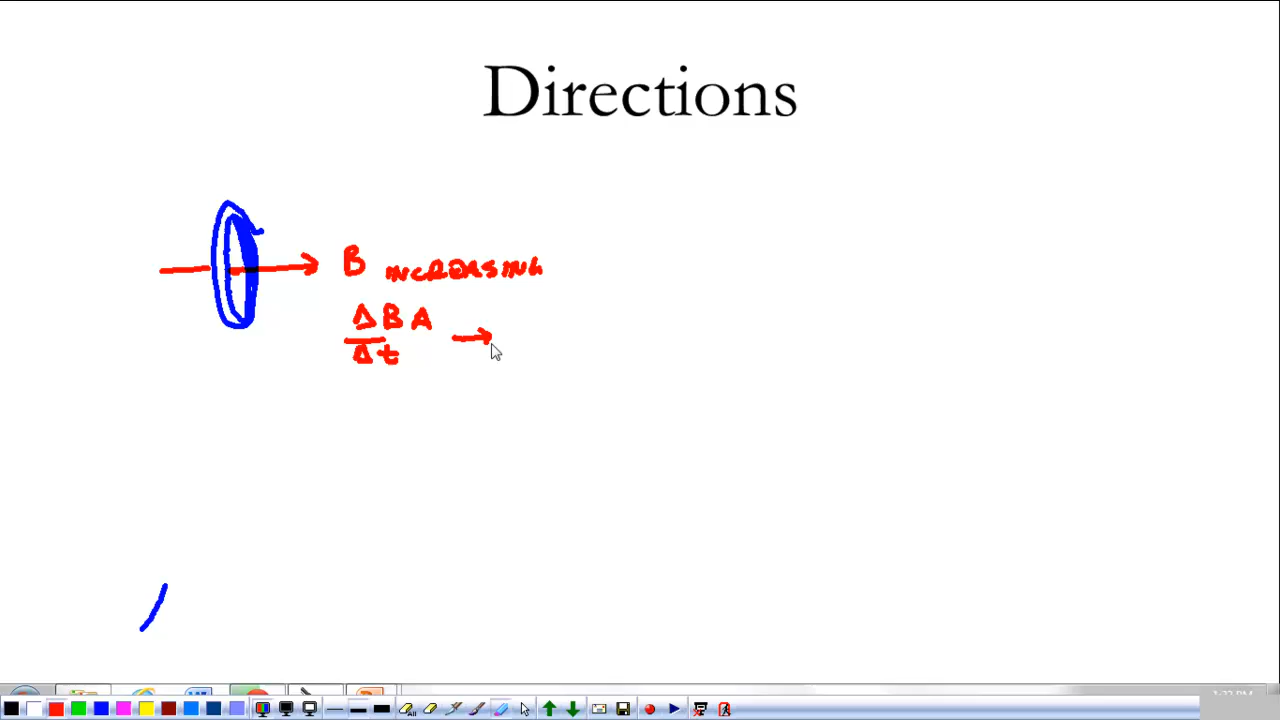 Directions
B INCREASING
ΔBA →
Δt